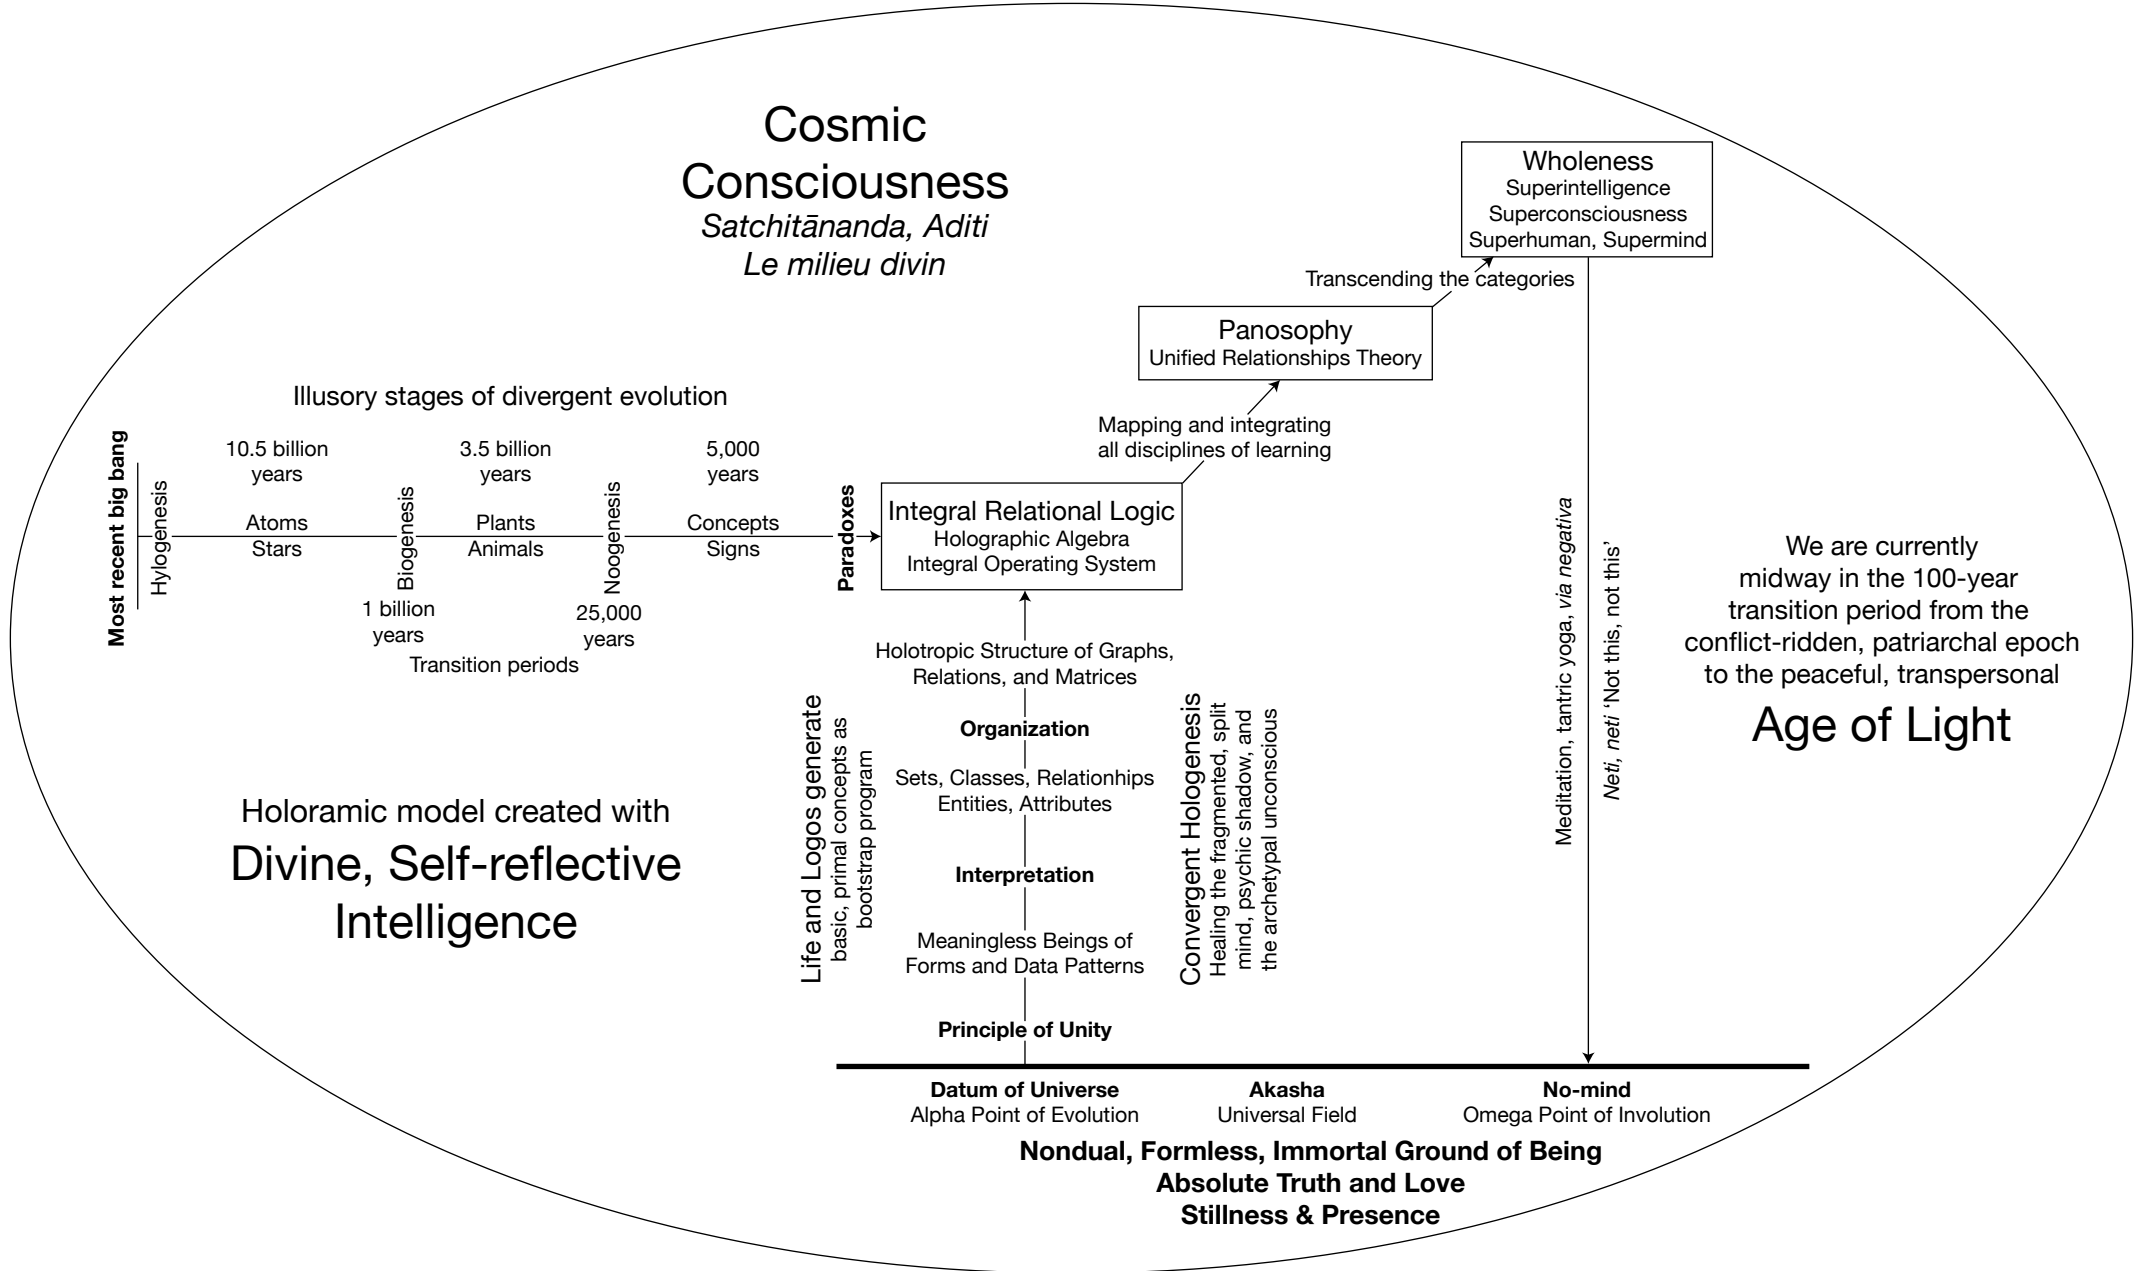 Cosmic
Consciousness
Satchitānanda, Aditi
Le milieu divin
Wholeness
Superintelligence
Superconsciousness
Superhuman, Supermind
Transcending the categories
Panosophy
Unified Relationships Theory
Mapping and integrating
all disciplines of learning
Illusory stages of divergent evolution
Most recent big bang
Hylogenesis
10.5 billion
years
Atoms
Stars
Biogenesis
1 billion
years
3.5 billion
years
Plants
Animals
Noogenesis
25,000
years
Transition periods
5,000
years
Concepts
Signs
Paradoxes
Integral Relational Logic
Holographic Algebra
Integral Operating System
Holotropic Structure of Graphs,
Relations, and Matrices
Organization
Sets, Classes, Relationhips
Entities, Attributes
Interpretation
Meaningless Beings of
Forms and Data Patterns
Principle of Unity
Life and Logos generate
basic, primal concepts as
bootstrap program
Convergent Hologenesis
Healing the fragmented, split
mind, psychic shadow, and
the archetypal unconscious
Meditation, tantric yoga, via negativa
Neti, neti ‘Not this, not this’
We are currently
midway in the 100-year
transition period from the
conflict-ridden, patriarchal epoch
to the peaceful, transpersonal
Age of Light
Holoramic model created with
Divine, Self-reflective
Intelligence
Datum of Universe
Alpha Point of Evolution
Akasha
Universal Field
No-mind
Omega Point of Involution
Nondual, Formless, Immortal Ground of Being
Absolute Truth and Love
Stillness & Presence